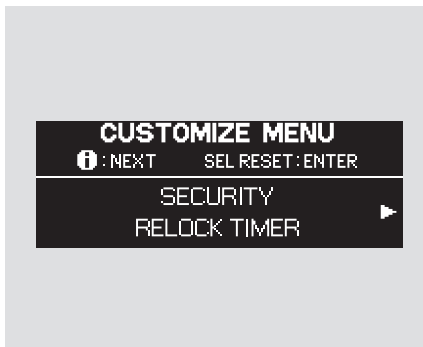 CUSTOMIZE MENU
i : NEXT SEL RESET : ENTER
SECURITY
RELOCK TIMER